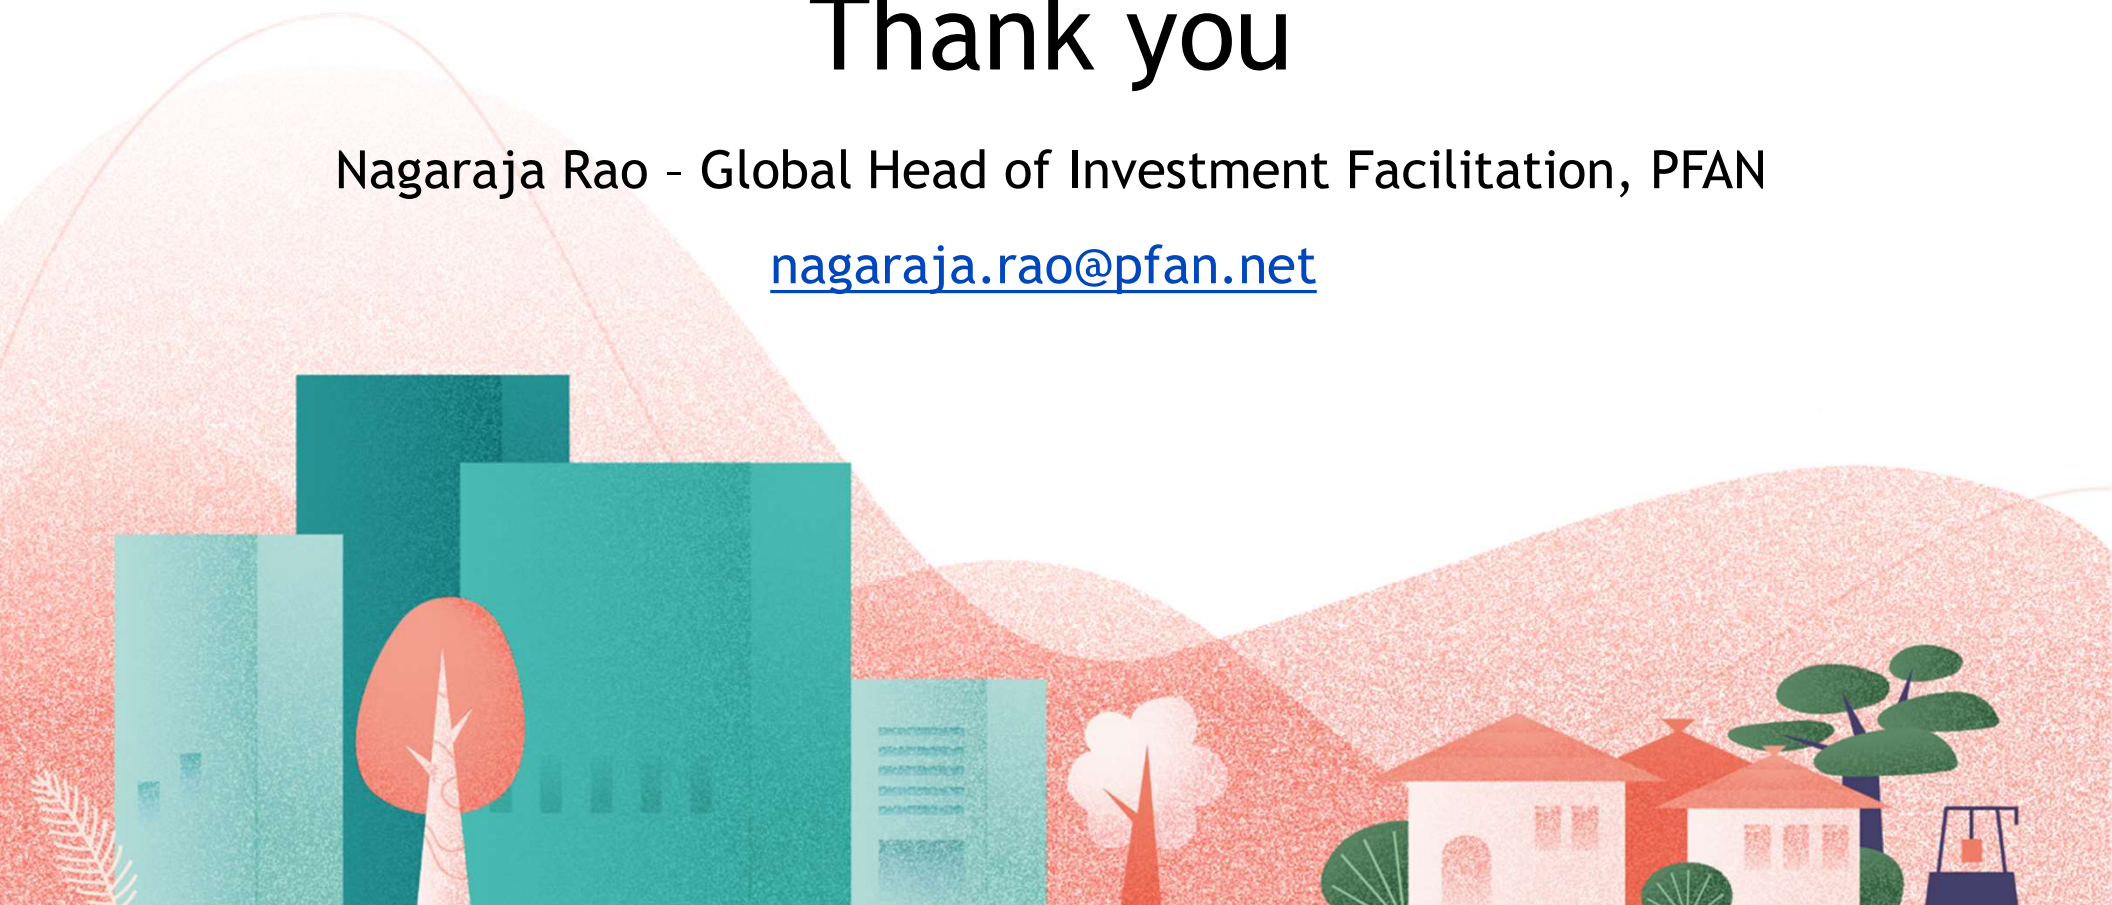 Thank you
Nagaraja Rao – Global Head of Investment Facilitation, PFAN
nagaraja.rao@pfan.net